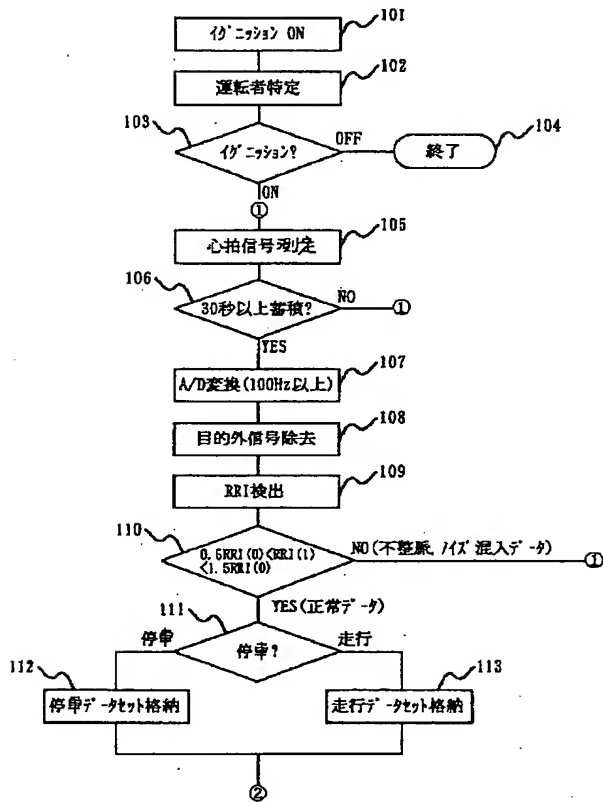 イグニッション ON
101
運転者特定
102
103
イグニッション?
OFF
終了
104
ON
①
心拍信号測定
105
106
30秒以上蓄積?
NO
①
YES
A/D変換(100Hz以上)
107
目的外信号除去
108
RRI検出
109
110
0.5RRI(0)<RRI(1)
<1.5RRI(0)
NO(不整脈、ノイズ混入データ)
①
YES(正常データ)
111
停車
停車?
走行
112
停車データセット格納
走行データセット格納
113
②